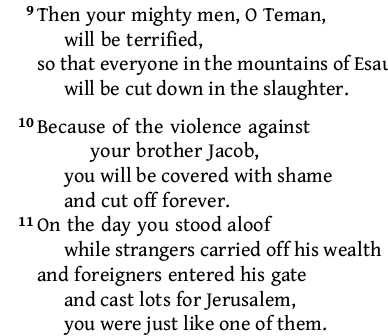 9 Then your mighty men, O Teman,
will be terrified,
so that everyone in the mountains of Esau
will be cut down in the slaughter.
10 Because of the violence against
your brother Jacob,
you will be covered with shame
and cut off forever.
11 On the day you stood aloof
while strangers carried off his wealth
and foreigners entered his gate
and cast lots for Jerusalem,
you were just like one of them.